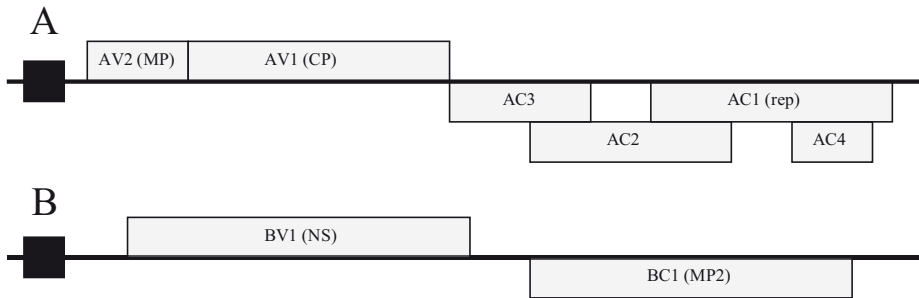 A
AV2 (MP)
AV1 (CP)
AC3
AC1 (rep)
AC2
AC4
B
BV1 (NS)
BC1 (MP2)